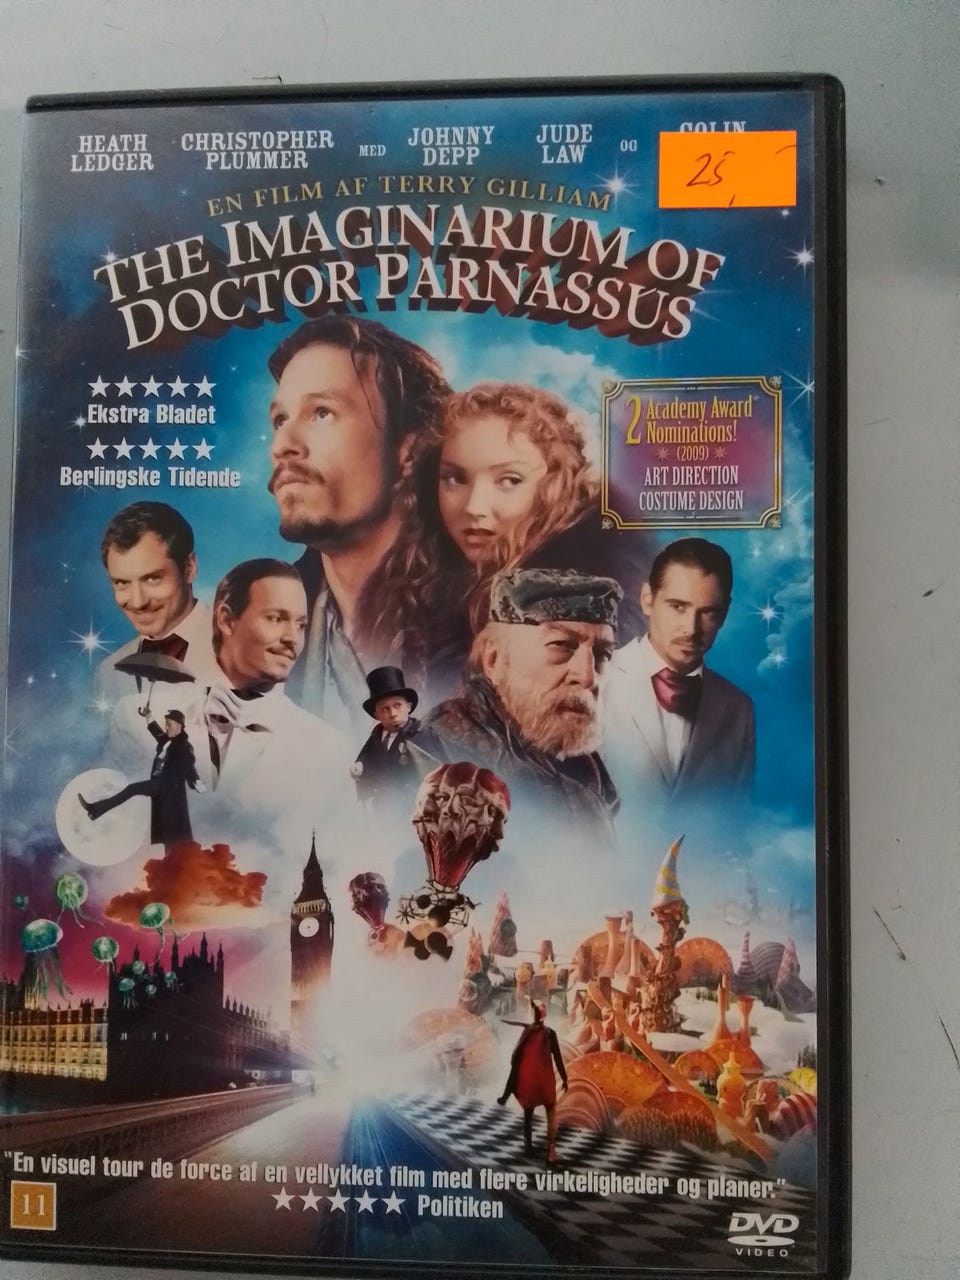 HEATH LEDGER
CHRISTOPHER PLUMMER
MED
JOHNNY DEPP
JUDE LAW
OG
COLIN
25,
EN FILM AF TERRY GILLIAM
THE IMAGINARIUM OF
DOCTOR PARNASSUS
★★★★★
Ekstra Bladet
★★★★★
Berlingske Tidende
2 Academy Award®
Nominations!
(2009)
ART DIRECTION
COSTUME DESIGN
"En visuel tour de force af en vellykket film med flere virkeligheder og planer."
★★★★★ Politiken
11
DVD
VIDEO